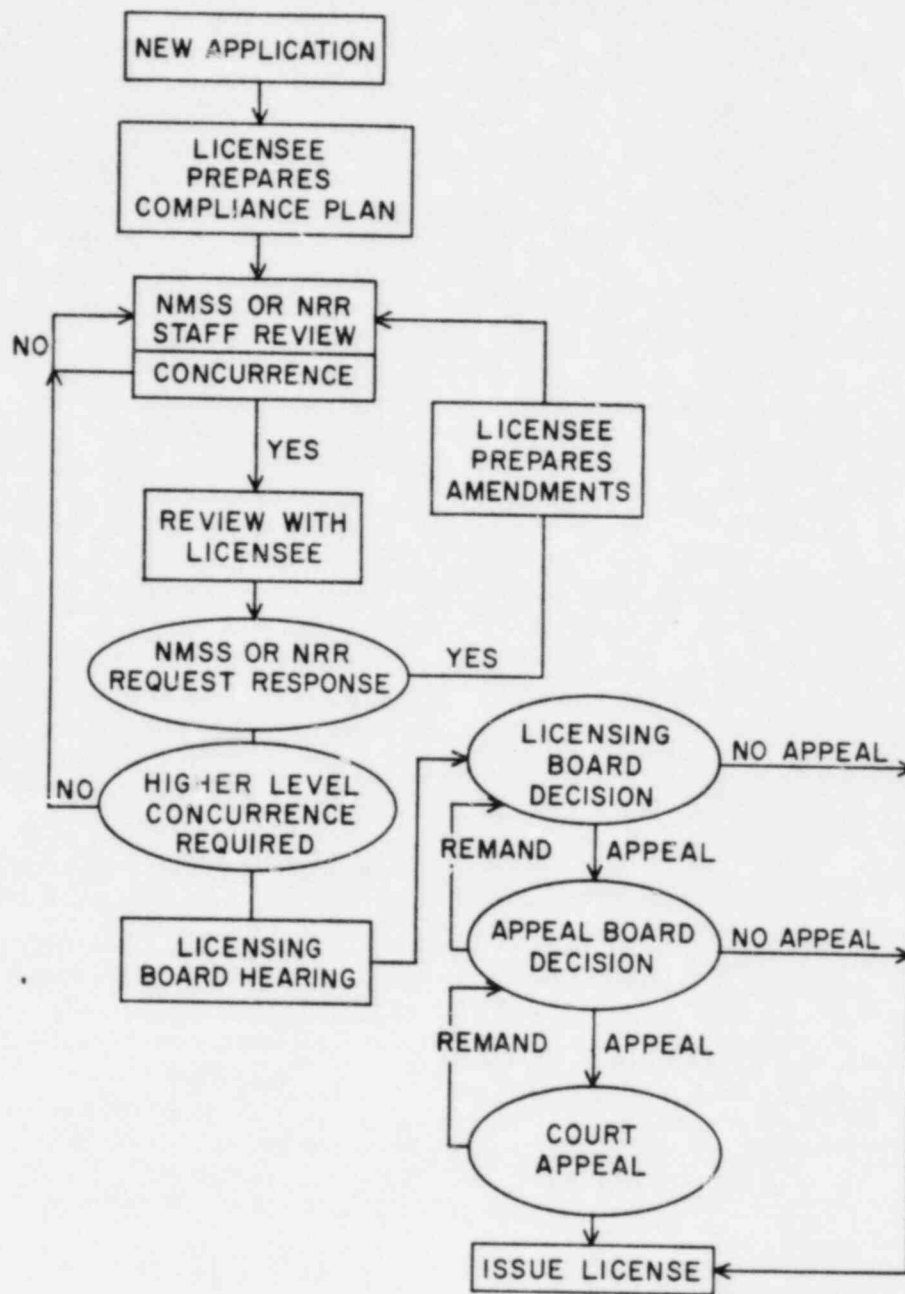 NEW APPLICATION
LICENSEE
PREPARES
COMPLIANCE PLAN
NMSS OR NRR
STAFF REVIEW
NO
CONCURRENCE
YES
LICENSEE
PREPARES
AMENDMENTS
REVIEW WITH
LICENSEE
NMSS OR NRR
REQUEST RESPONSE
YES
NO
HIGHER LEVEL
CONCURRENCE
REQUIRED
LICENSING
BOARD HEARING
LICENSING
BOARD
DECISION
NO APPEAL
REMAND
APPEAL
APPEAL BOARD
DECISION
NO APPEAL
REMAND
APPEAL
COURT
APPEAL
ISSUE LICENSE